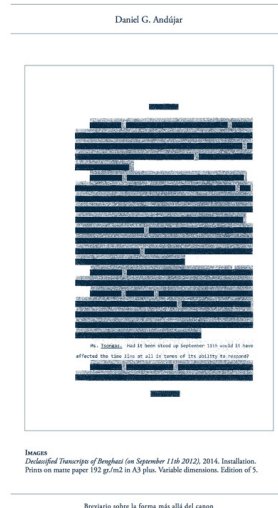 Daniel G. Andújar
Ms. Tsongas. Had it been stood up September 11th would it have
affected the time line at all in terms of its ability to respond?
IMAGES
Declassified Transcripts of Benghasi (on September 11th 2012), 2014. Installation.
Prints on matte paper 192 gr./m2 in A3 plus. Variable dimensions. Edition of 5.
Breviario sobre la forma más allá del canon